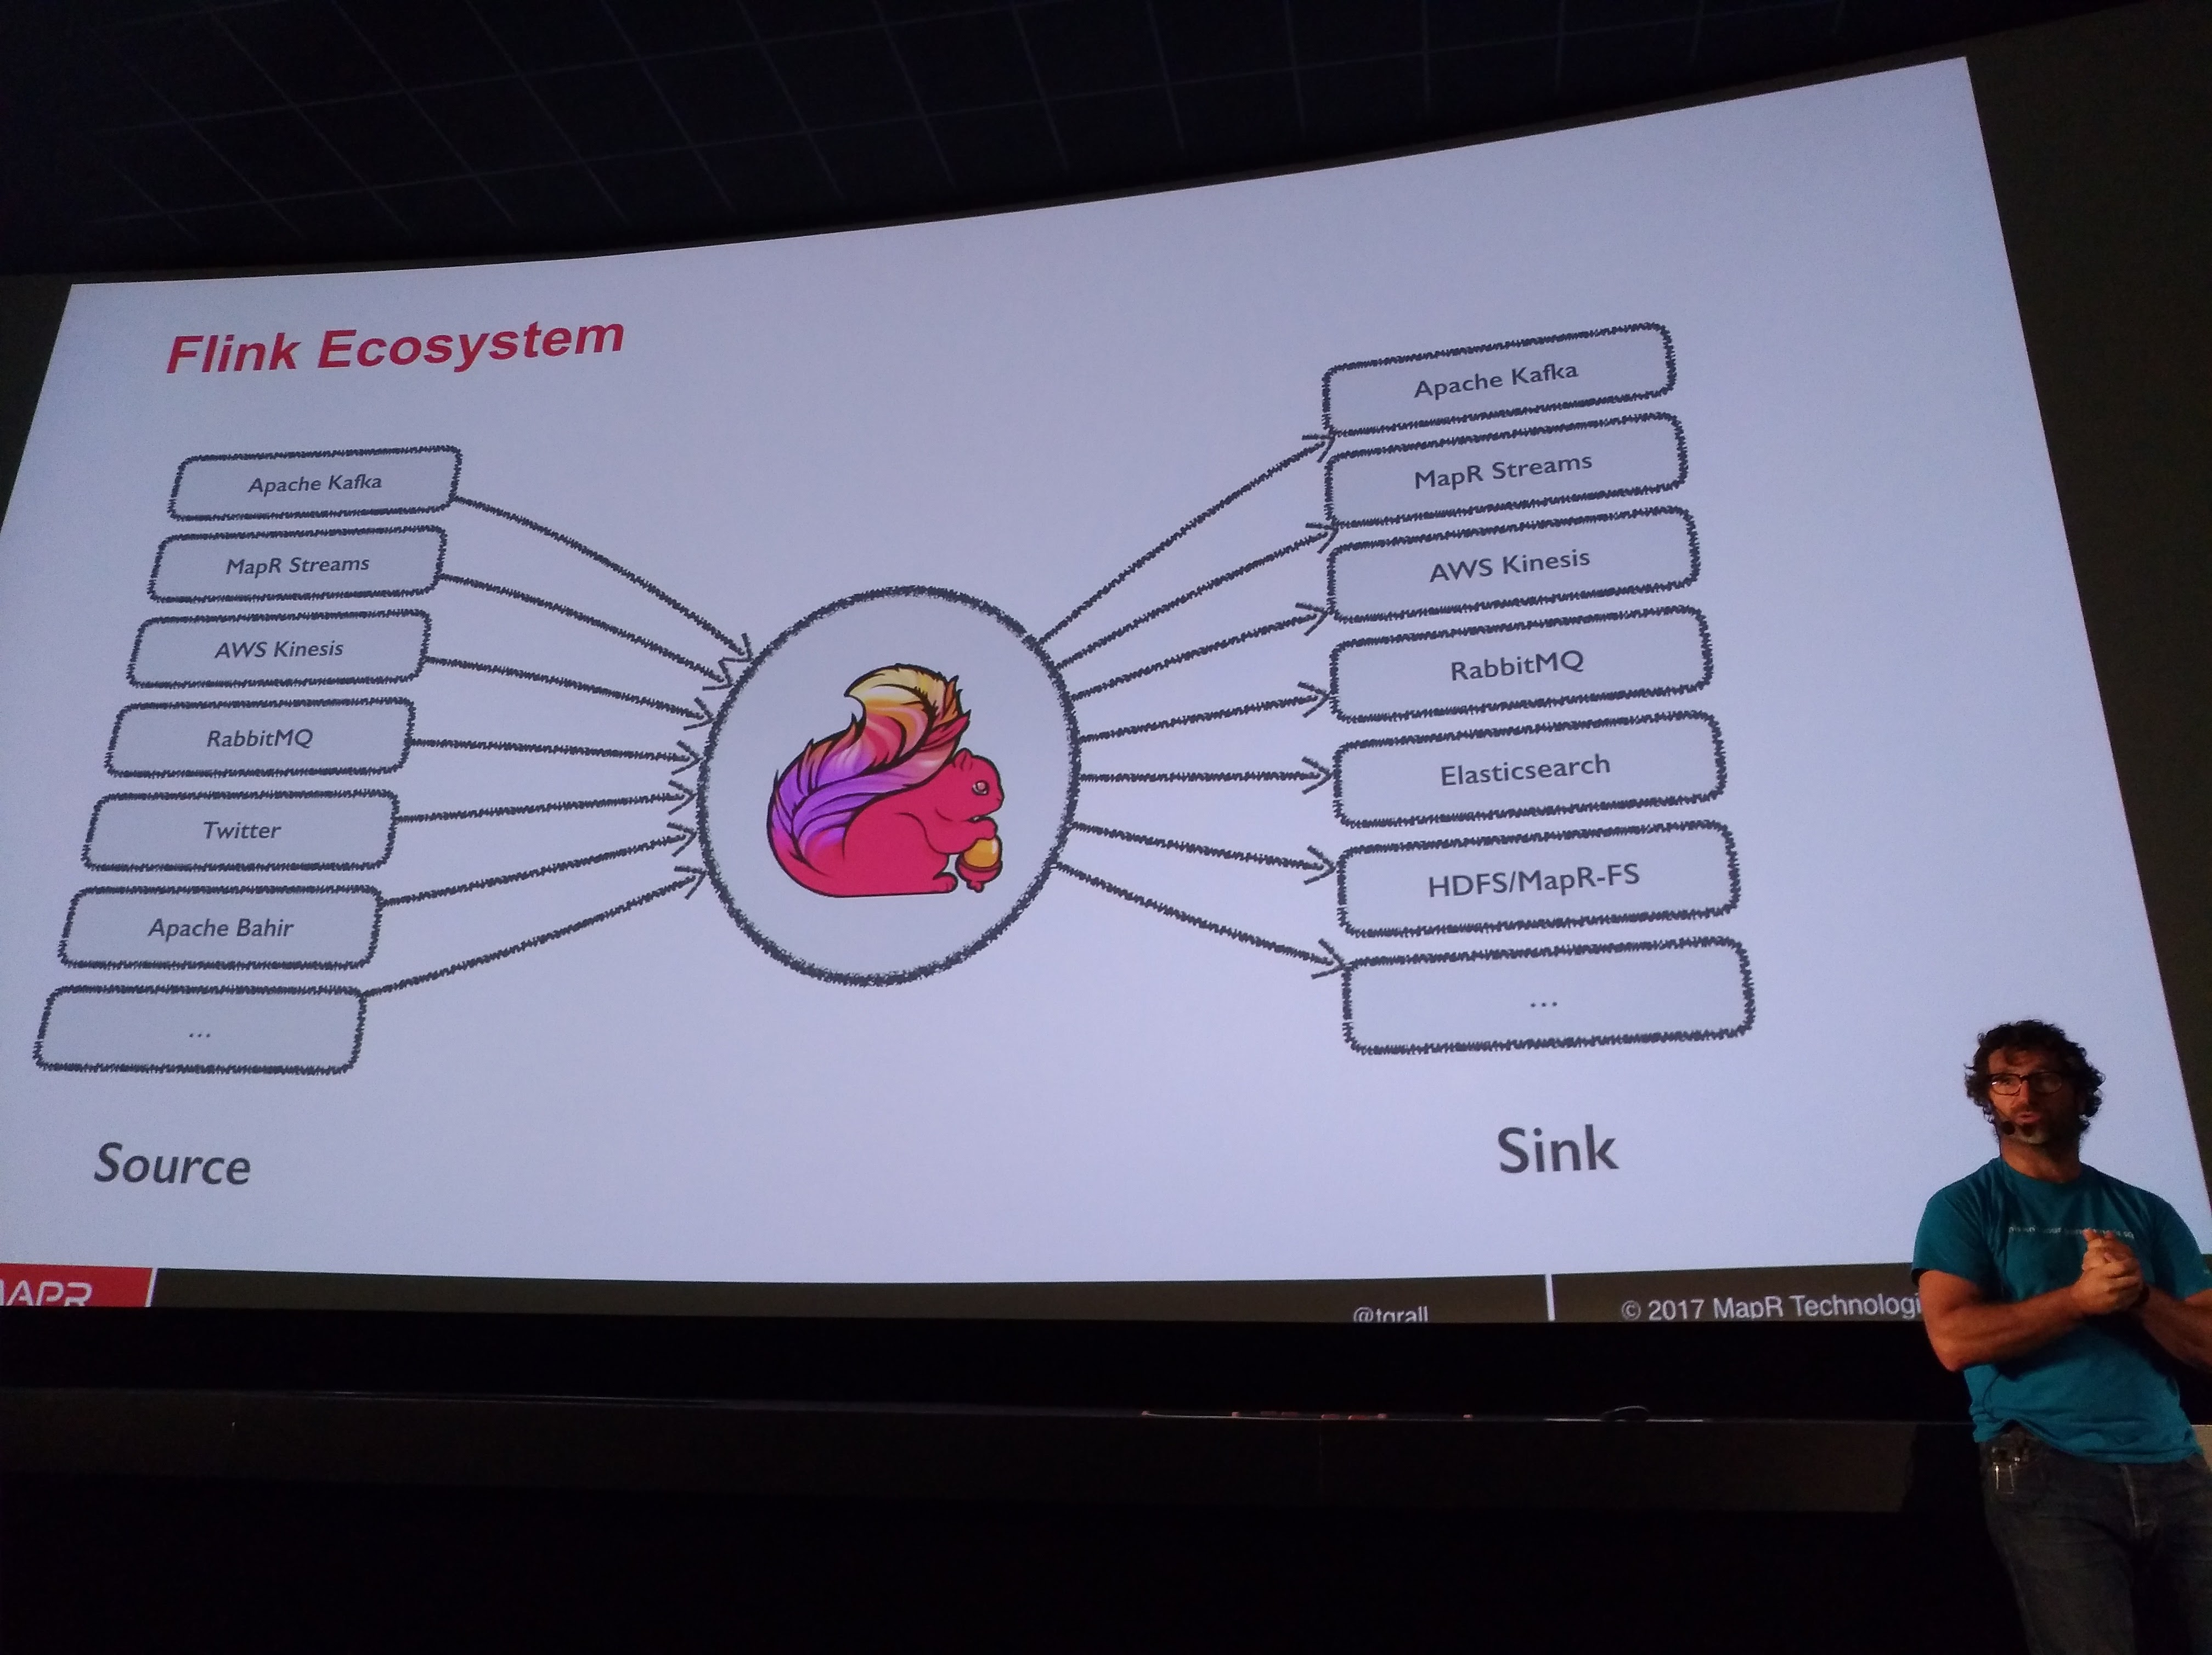 Flink Ecosystem
Apache Kafka
MapR Streams
AWS Kinesis
RabbitMQ
Twitter
Apache Bahir
...
Source
Apache Kafka
MapR Streams
AWS Kinesis
RabbitMQ
Elasticsearch
HDFS/MapR-FS
...
Sink
MAPR
@tgrall
© 2017 MapR Technologi